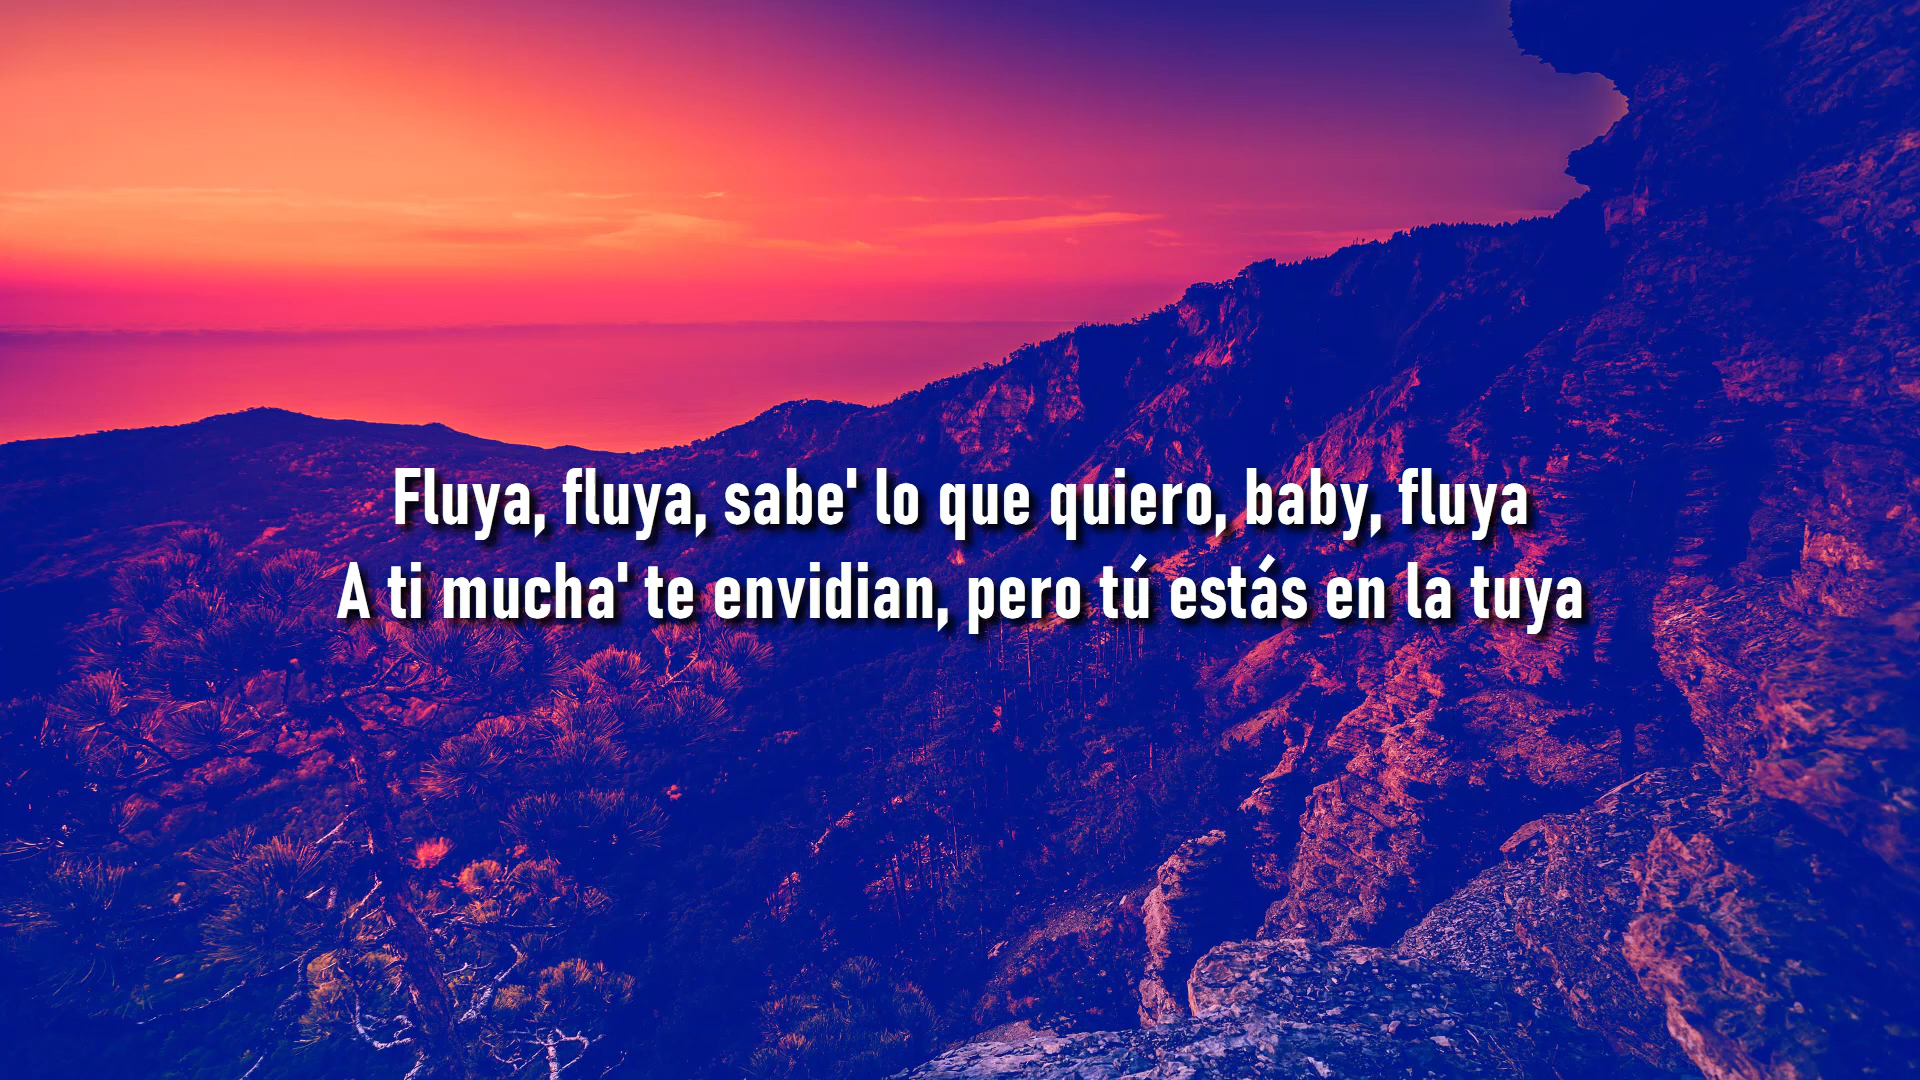 Fluya, fluya, sabe' lo que quiero, baby, fluya
A ti mucha' te envidian, pero tú estás en la tuya